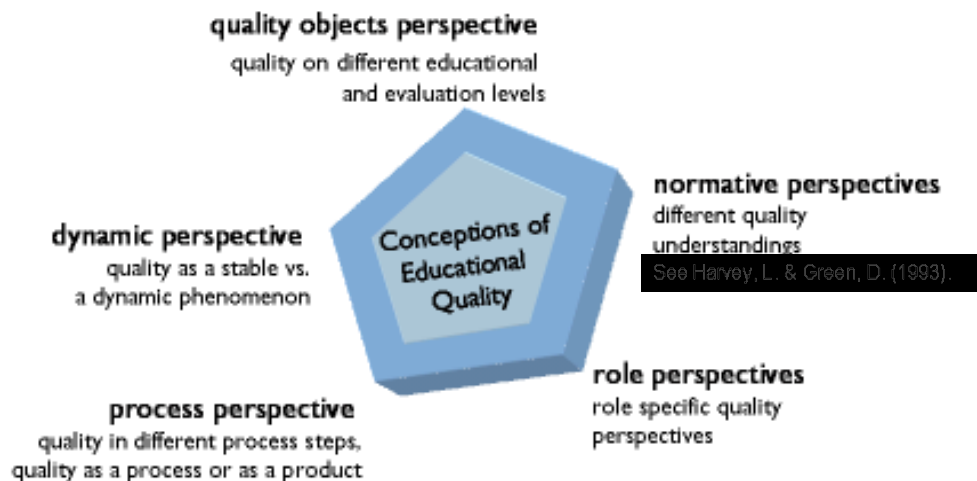 quality objects perspective
quality on different educational
and evaluation levels
normative perspectives
different quality
understandings
See Harvey, L. & Green, D. (1993).
dynamic perspective
quality as a stable vs.
a dynamic phenomenon
Conceptions of
Educational
Quality
role perspectives
role specific quality
perspectives
process perspective
quality in different process steps,
quality as a process or as a product